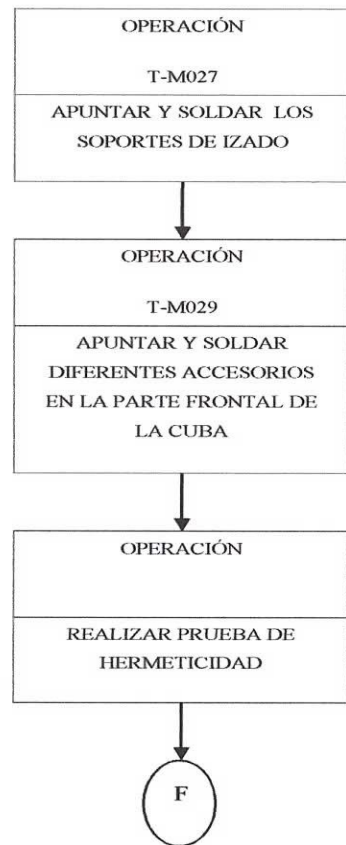 OPERACIÓN
T-M027
APUNTAR Y SOLDAR LOS
SOPORTES DE IZADO
OPERACIÓN
T-M029
APUNTAR Y SOLDAR
DIFERENTES ACCESORIOS
EN LA PARTE FRONTAL DE
LA CUBA
OPERACIÓN
REALIZAR PRUEBA DE
HERMETICIDAD
F